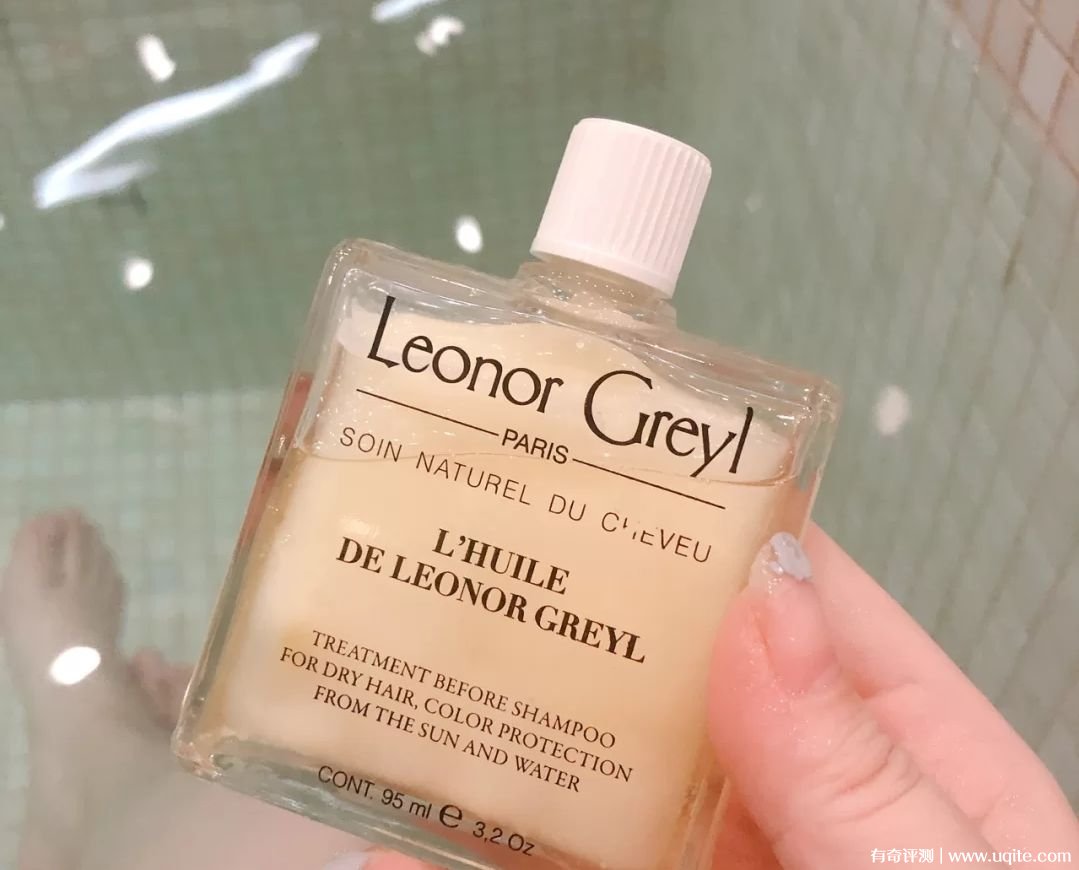 Leonor Greyl
PARIS
SOIN NATUREL DU CHEVEU
L'HUILE
DE LEONOR GREYL
TREATMENT BEFORE SHAMPOO
FOR DRY HAIR, COLOR PROTECTION
FROM THE SUN AND WATER
CONT. 95 ml e 3,2 Oz
有奇评测 | www.uqite.com